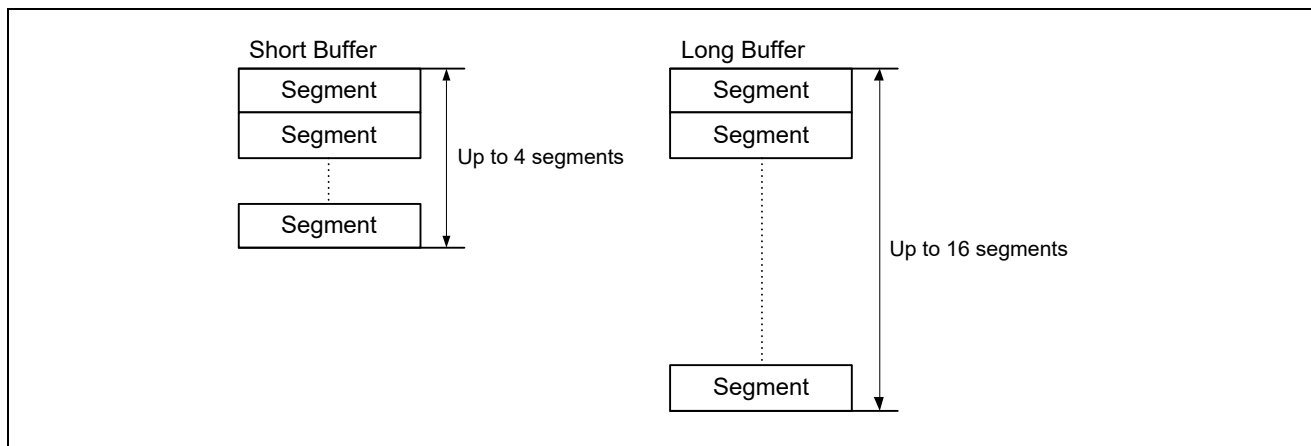 Short Buffer
Segment
Segment
Segment
Up to 4 segments
Long Buffer
Segment
Segment
Segment
Up to 16 segments